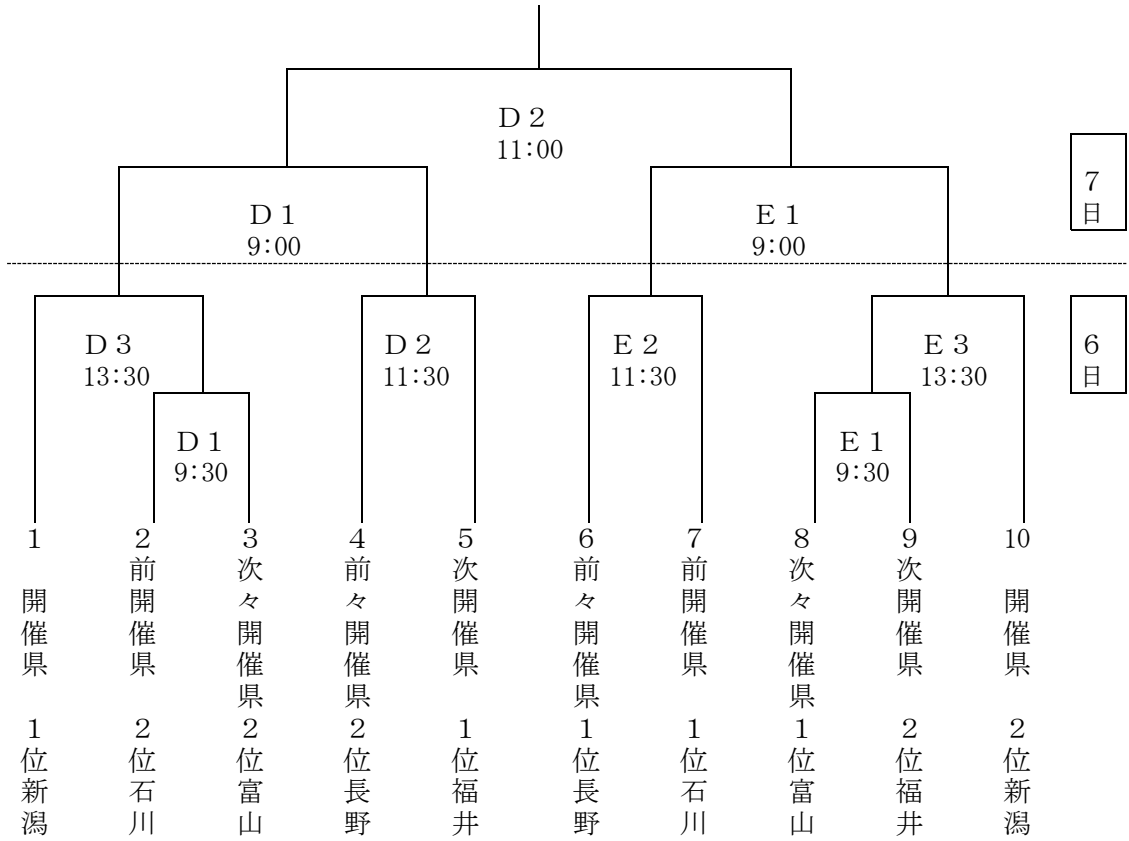 Ｄ２
11：00
７日
Ｄ１
9：00
Ｅ１
9：00
Ｄ３
13：30
Ｄ２
11：30
Ｅ２
11：30
Ｅ３
13：30
６日
Ｄ１
9：30
Ｅ１
9：30
１　開催県　１位新潟
２前開催県　２位石川
３次々開催県２位富山
４前々開催県２位長野
５次開催県　１位福井
６前々開催県１位長野
７前開催県　１位石川
８次々開催県１位富山
９次開催県　２位福井
10　開催県　２位新潟